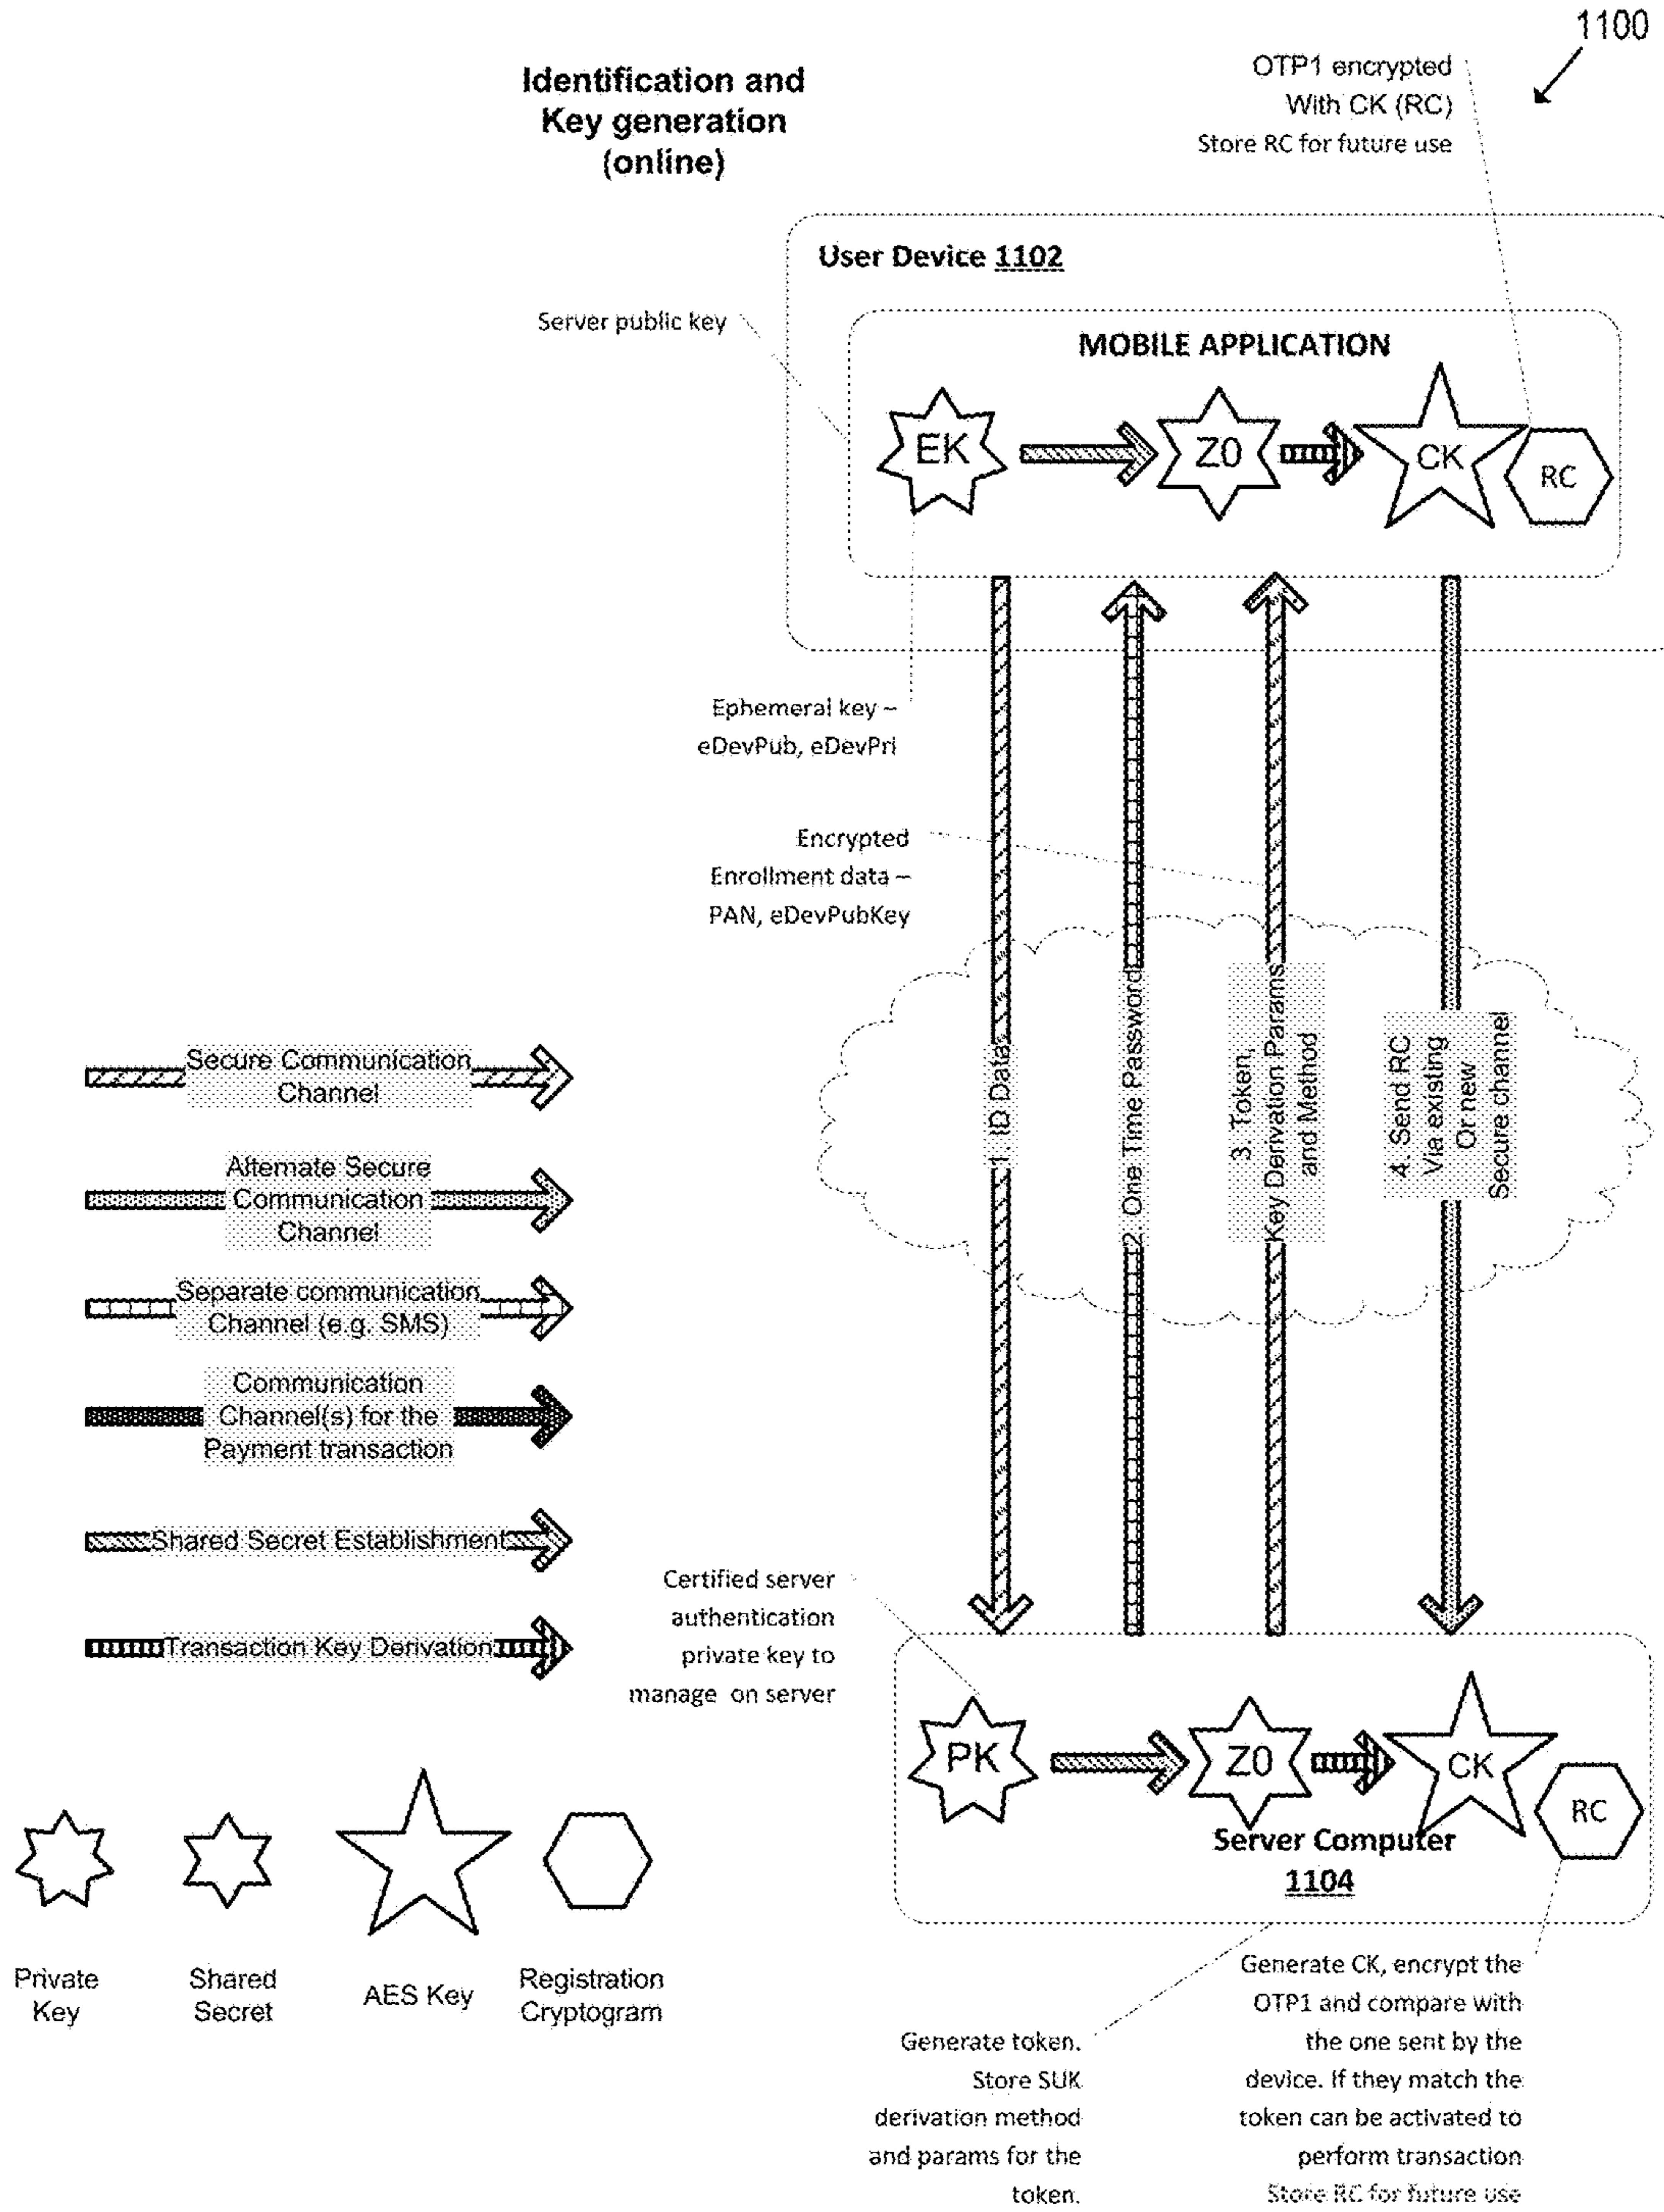 1100
Identification and
Key generation
(online)
OTP1 encrypted
With CK (RC)
Store RC for future use
User Device 1102
Server public key
MOBILE APPLICATION
EK
Z0
CK
RC
Ephemeral key –
eDevPub, eDevPri
Encrypted
Enrollment data –
PAN, eDevPubKey
1. ID Data
2. One Time Password
3. Token,
Key Derivation Params
and Method
4. Send RC
Via existing
Or new
Secure channel
Secure Communication
Channel
Alternate Secure
Communication
Channel
Separate communication
Channel (e.g. SMS)
Communication
Channel(s) for the
Payment transaction
Shared Secret Establishment
Transaction Key Derivation
Certified server
authentication
private key to
manage on server
PK
Z0
CK
RC
Server Computer
1104
Private
Key
Shared
Secret
AES Key
Registration
Cryptogram
Generate token.
Store SUK
derivation method
and params for the
token.
Generate CK, encrypt the
OTP1 and compare with
the one sent by the
device. If they match the
token can be activated to
perform transaction
Store RC for future use